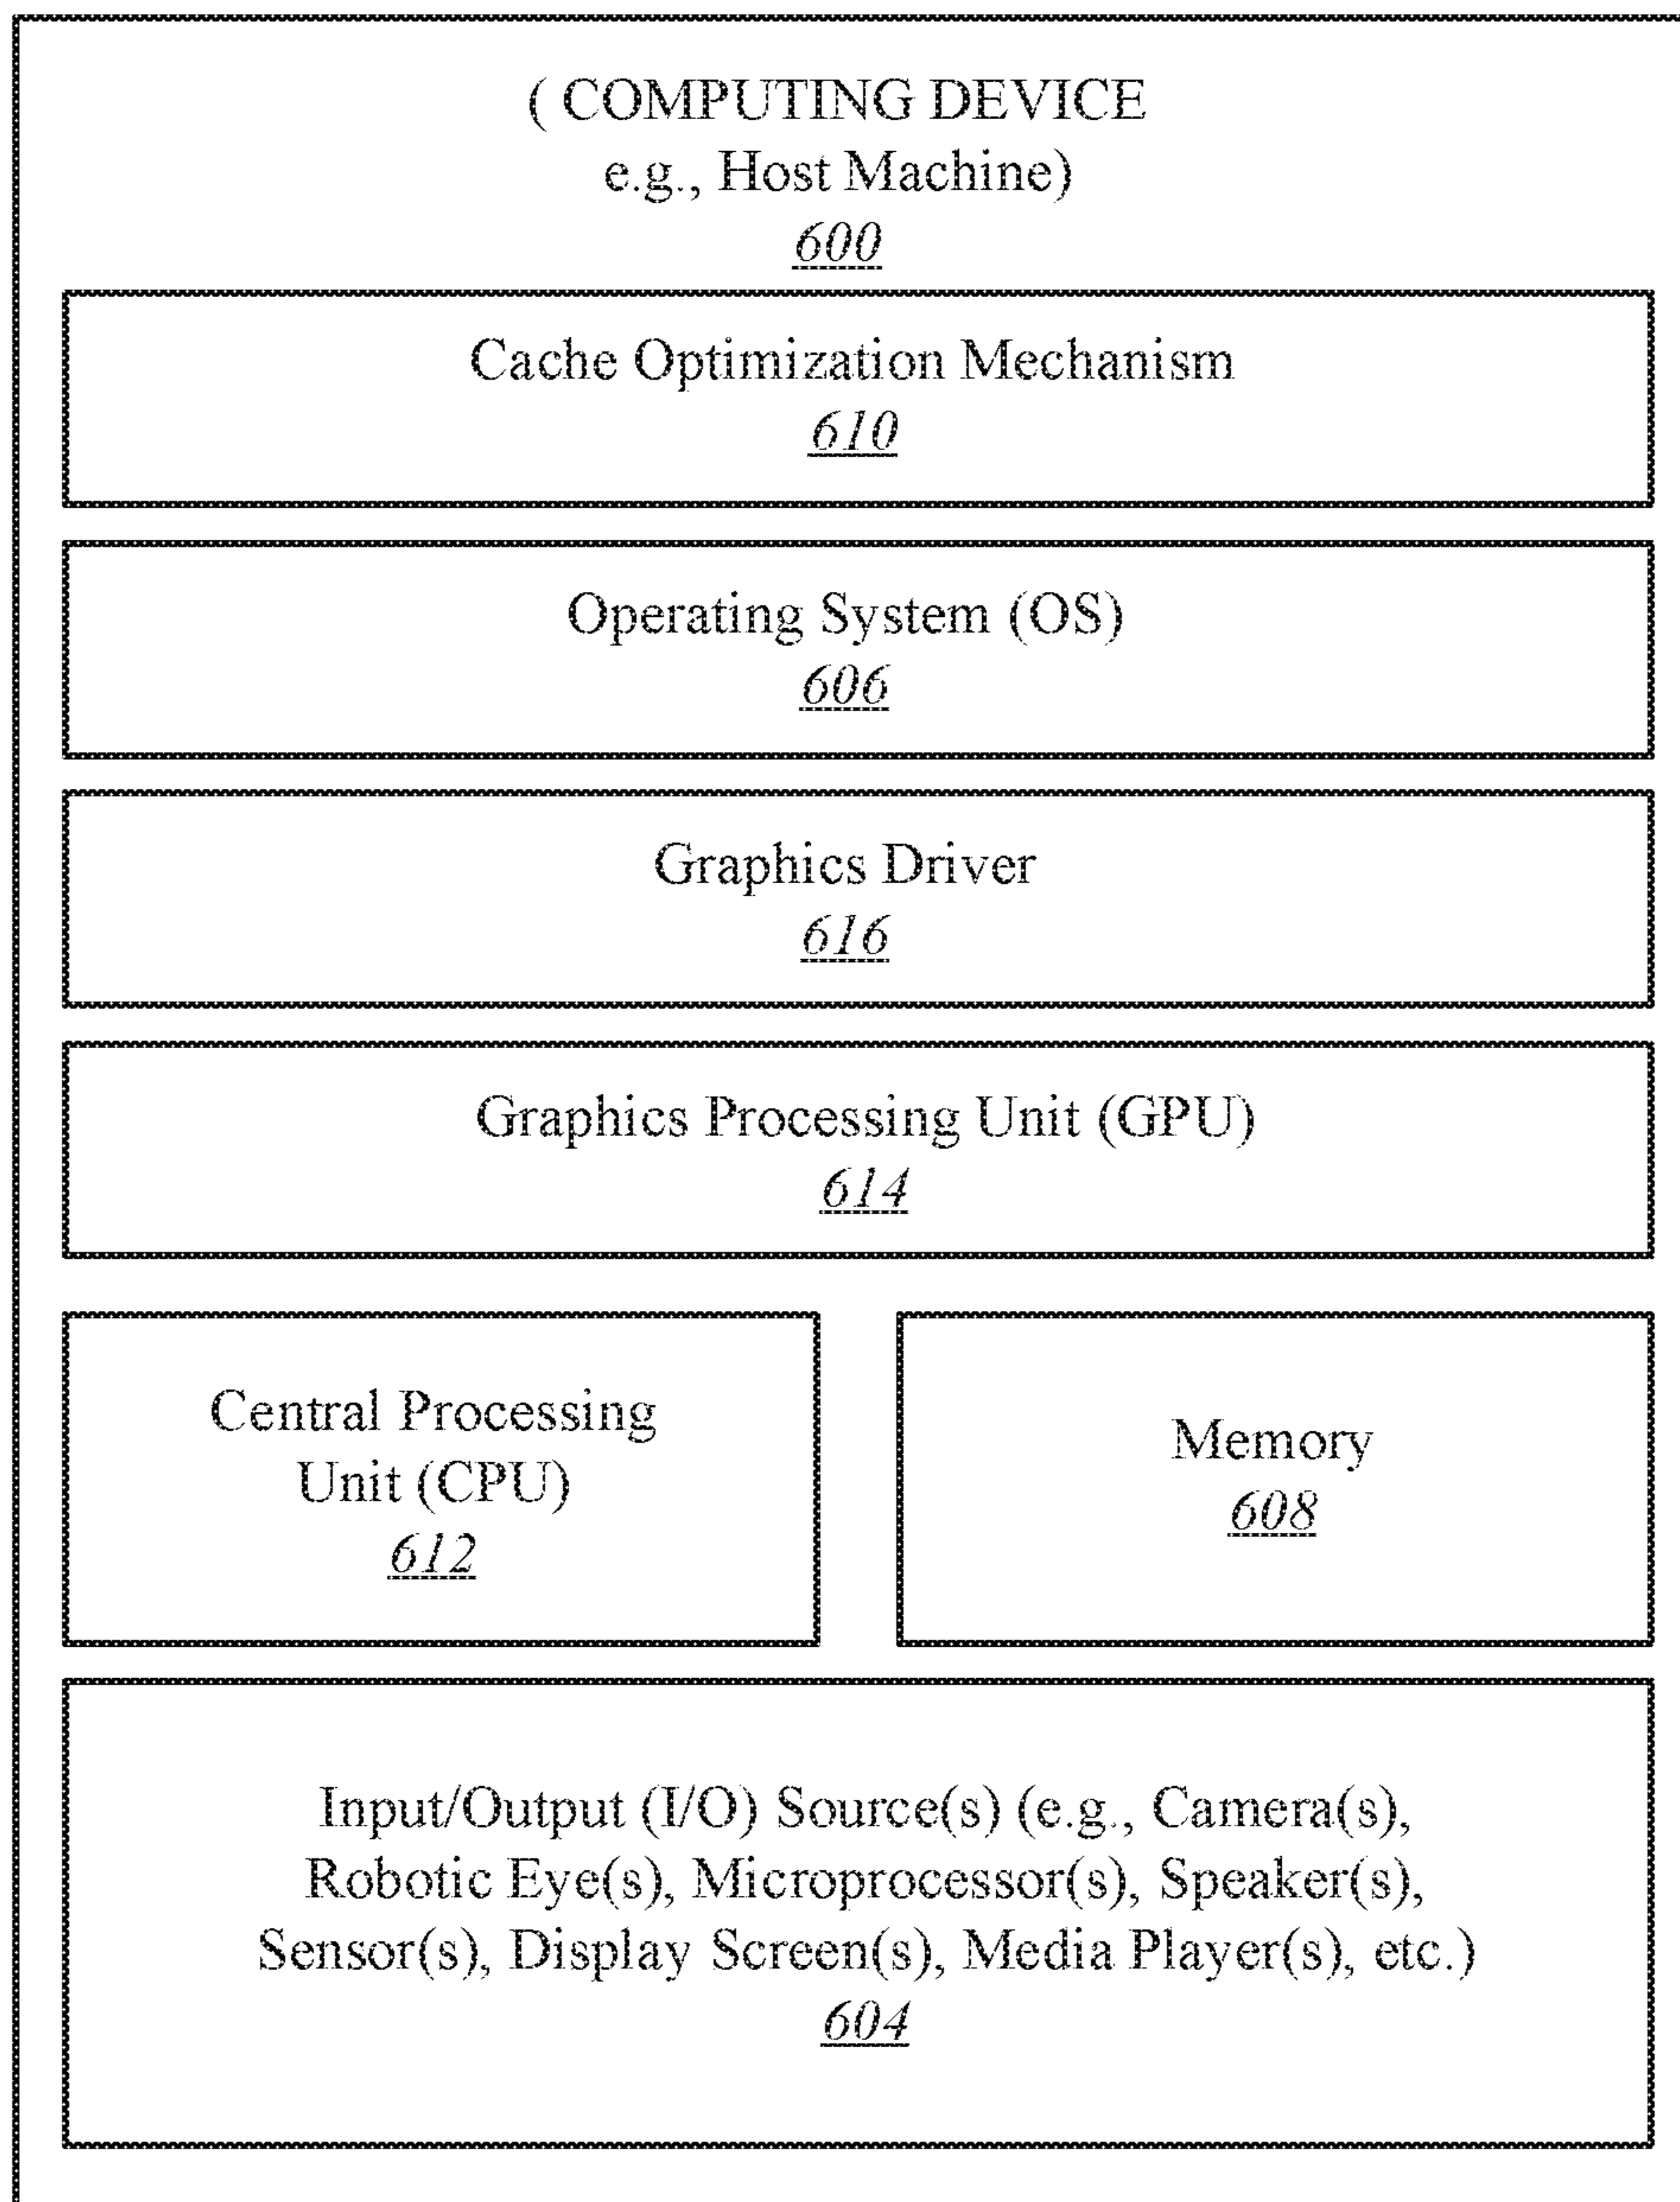 ( COMPUTING DEVICE
e.g., Host Machine)
600
Cache Optimization Mechanism
610
Operating System (OS)
606
Graphics Driver
616
Graphics Processing Unit (GPU)
614
Central Processing
Unit (CPU)
612
Memory
608
Input/Output (I/O) Source(s) (e.g., Camera(s),
Robotic Eye(s), Microprocessor(s), Speaker(s),
Sensor(s), Display Screen(s), Media Player(s), etc.)
604